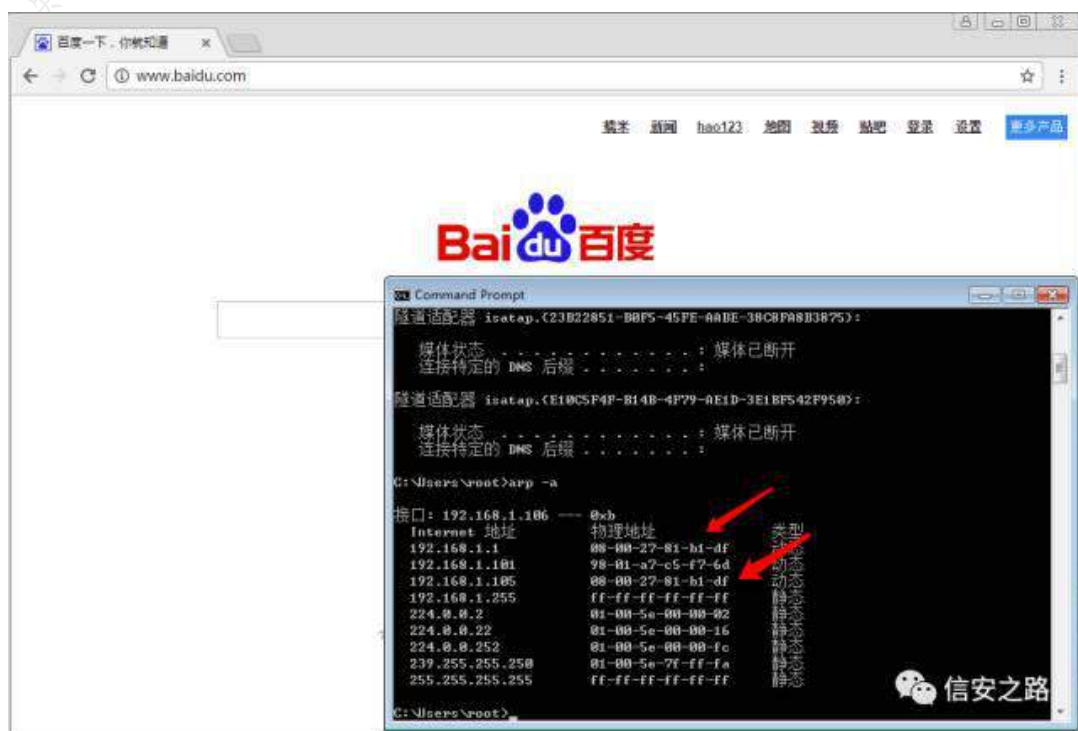 百度一下，你就知道
www.baidu.com
糯米 新闻 hao123 地图 视频 贴吧 登录 设置 更多产品
Bai du 百度
Command Prompt
隧道适配器 isatap.{23B22851-B0F5-45FE-AABE-38C8FA8B3875}:
媒体状态 . . . . . . . . . . . . : 媒体已断开
连接特定的 DNS 后缀 . . . . . . . :
隧道适配器 isatap.{E10C5F4F-B14B-4F79-AE1D-3E1BF542F950}:
媒体状态 . . . . . . . . . . . . : 媒体已断开
连接特定的 DNS 后缀 . . . . . . . :
C:\Users\root>arp -a
接口: 192.168.1.106 --- 0xb
Internet 地址 物理地址 类型
192.168.1.1 08-00-27-81-b1-df 动态
192.168.1.101 98-01-a7-c5-f7-6d 动态
192.168.1.105 08-00-27-81-b1-df 动态
192.168.1.255 ff-ff-ff-ff-ff-ff 静态
224.0.0.2 01-00-5e-00-00-02 静态
224.0.0.22 01-00-5e-00-00-16 静态
224.0.0.252 01-00-5e-00-00-fc 静态
239.255.255.250 01-00-5e-7f-ff-fa 静态
255.255.255.255 ff-ff-ff-ff-ff-ff 静态
信安之路
C:\Users\root>